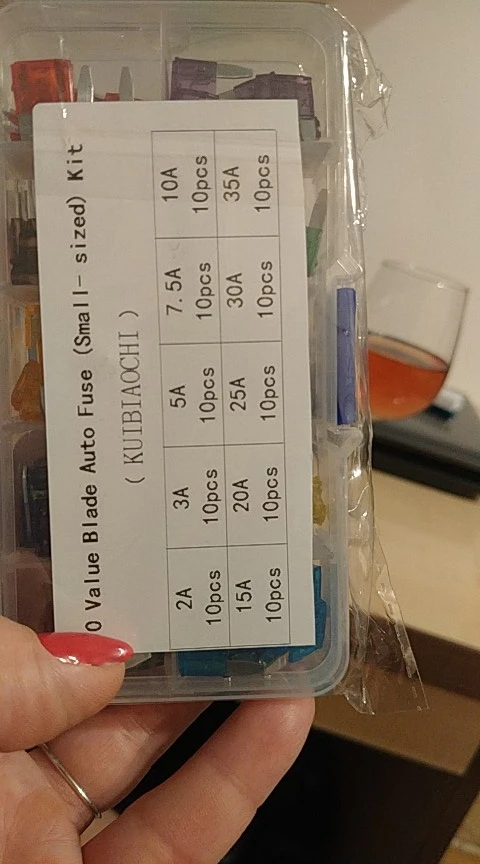 0 Value Blade Auto Fuse (Small- sized) Kit
( KUIBIAOCHI )
2A 3A 5A 7.5A 10A
10pcs 10pcs 10pcs 10pcs 10pcs
15A 20A 25A 30A 35A
10pcs 10pcs 10pcs 10pcs 10pcs